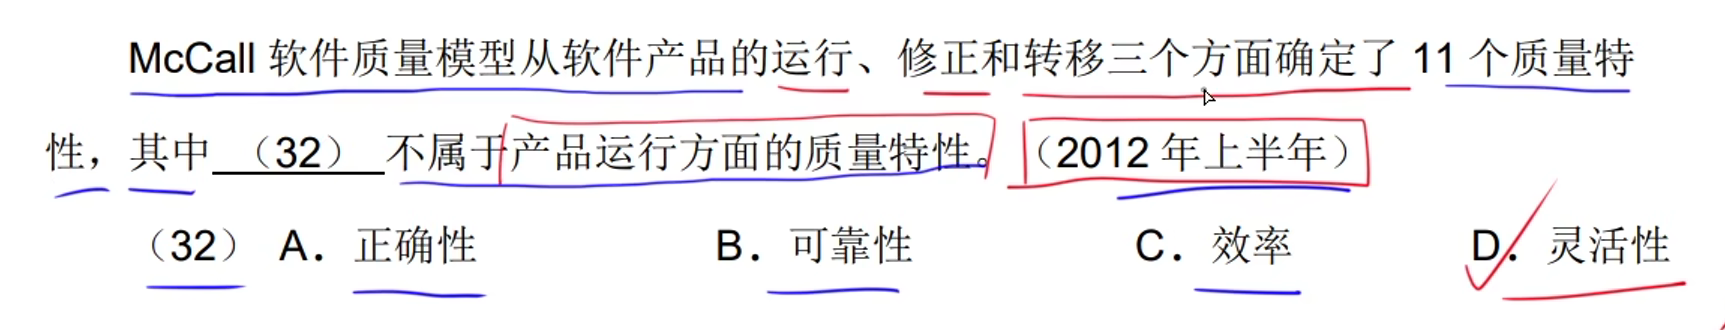 McCall 软件质量模型从软件产品的运行、修正和转移三个方面确定了 11 个质量特
性，其中 （32） 不属于产品运行方面的质量特性。（2012 年上半年）
（32） A．正确性 B．可靠性 C．效率 D．灵活性